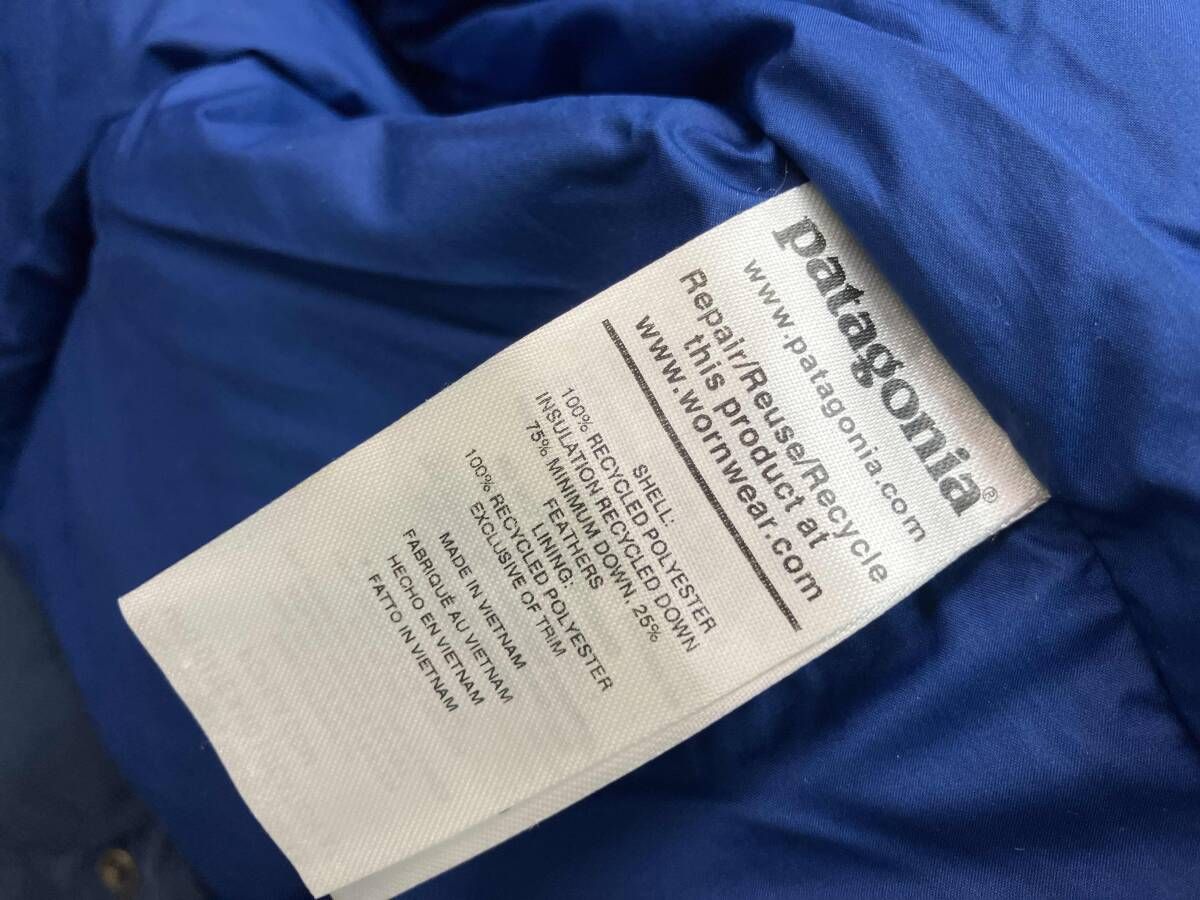 patagonia®
www.patagonia.com
Repair/Reuse/Recycle
this product at
www.wornwear.com
SHELL:
100% RECYCLED POLYESTER
INSULATION RECYCLED DOWN
75% MINIMUM DOWN, 25%
FEATHERS
LINING:
100% RECYCLED POLYESTER
EXCLUSIVE OF TRIM
MADE IN VIETNAM
FABRIQUÉ AU VIETNAM
HECHO EN VIETNAM
FATTO IN VIETNAM